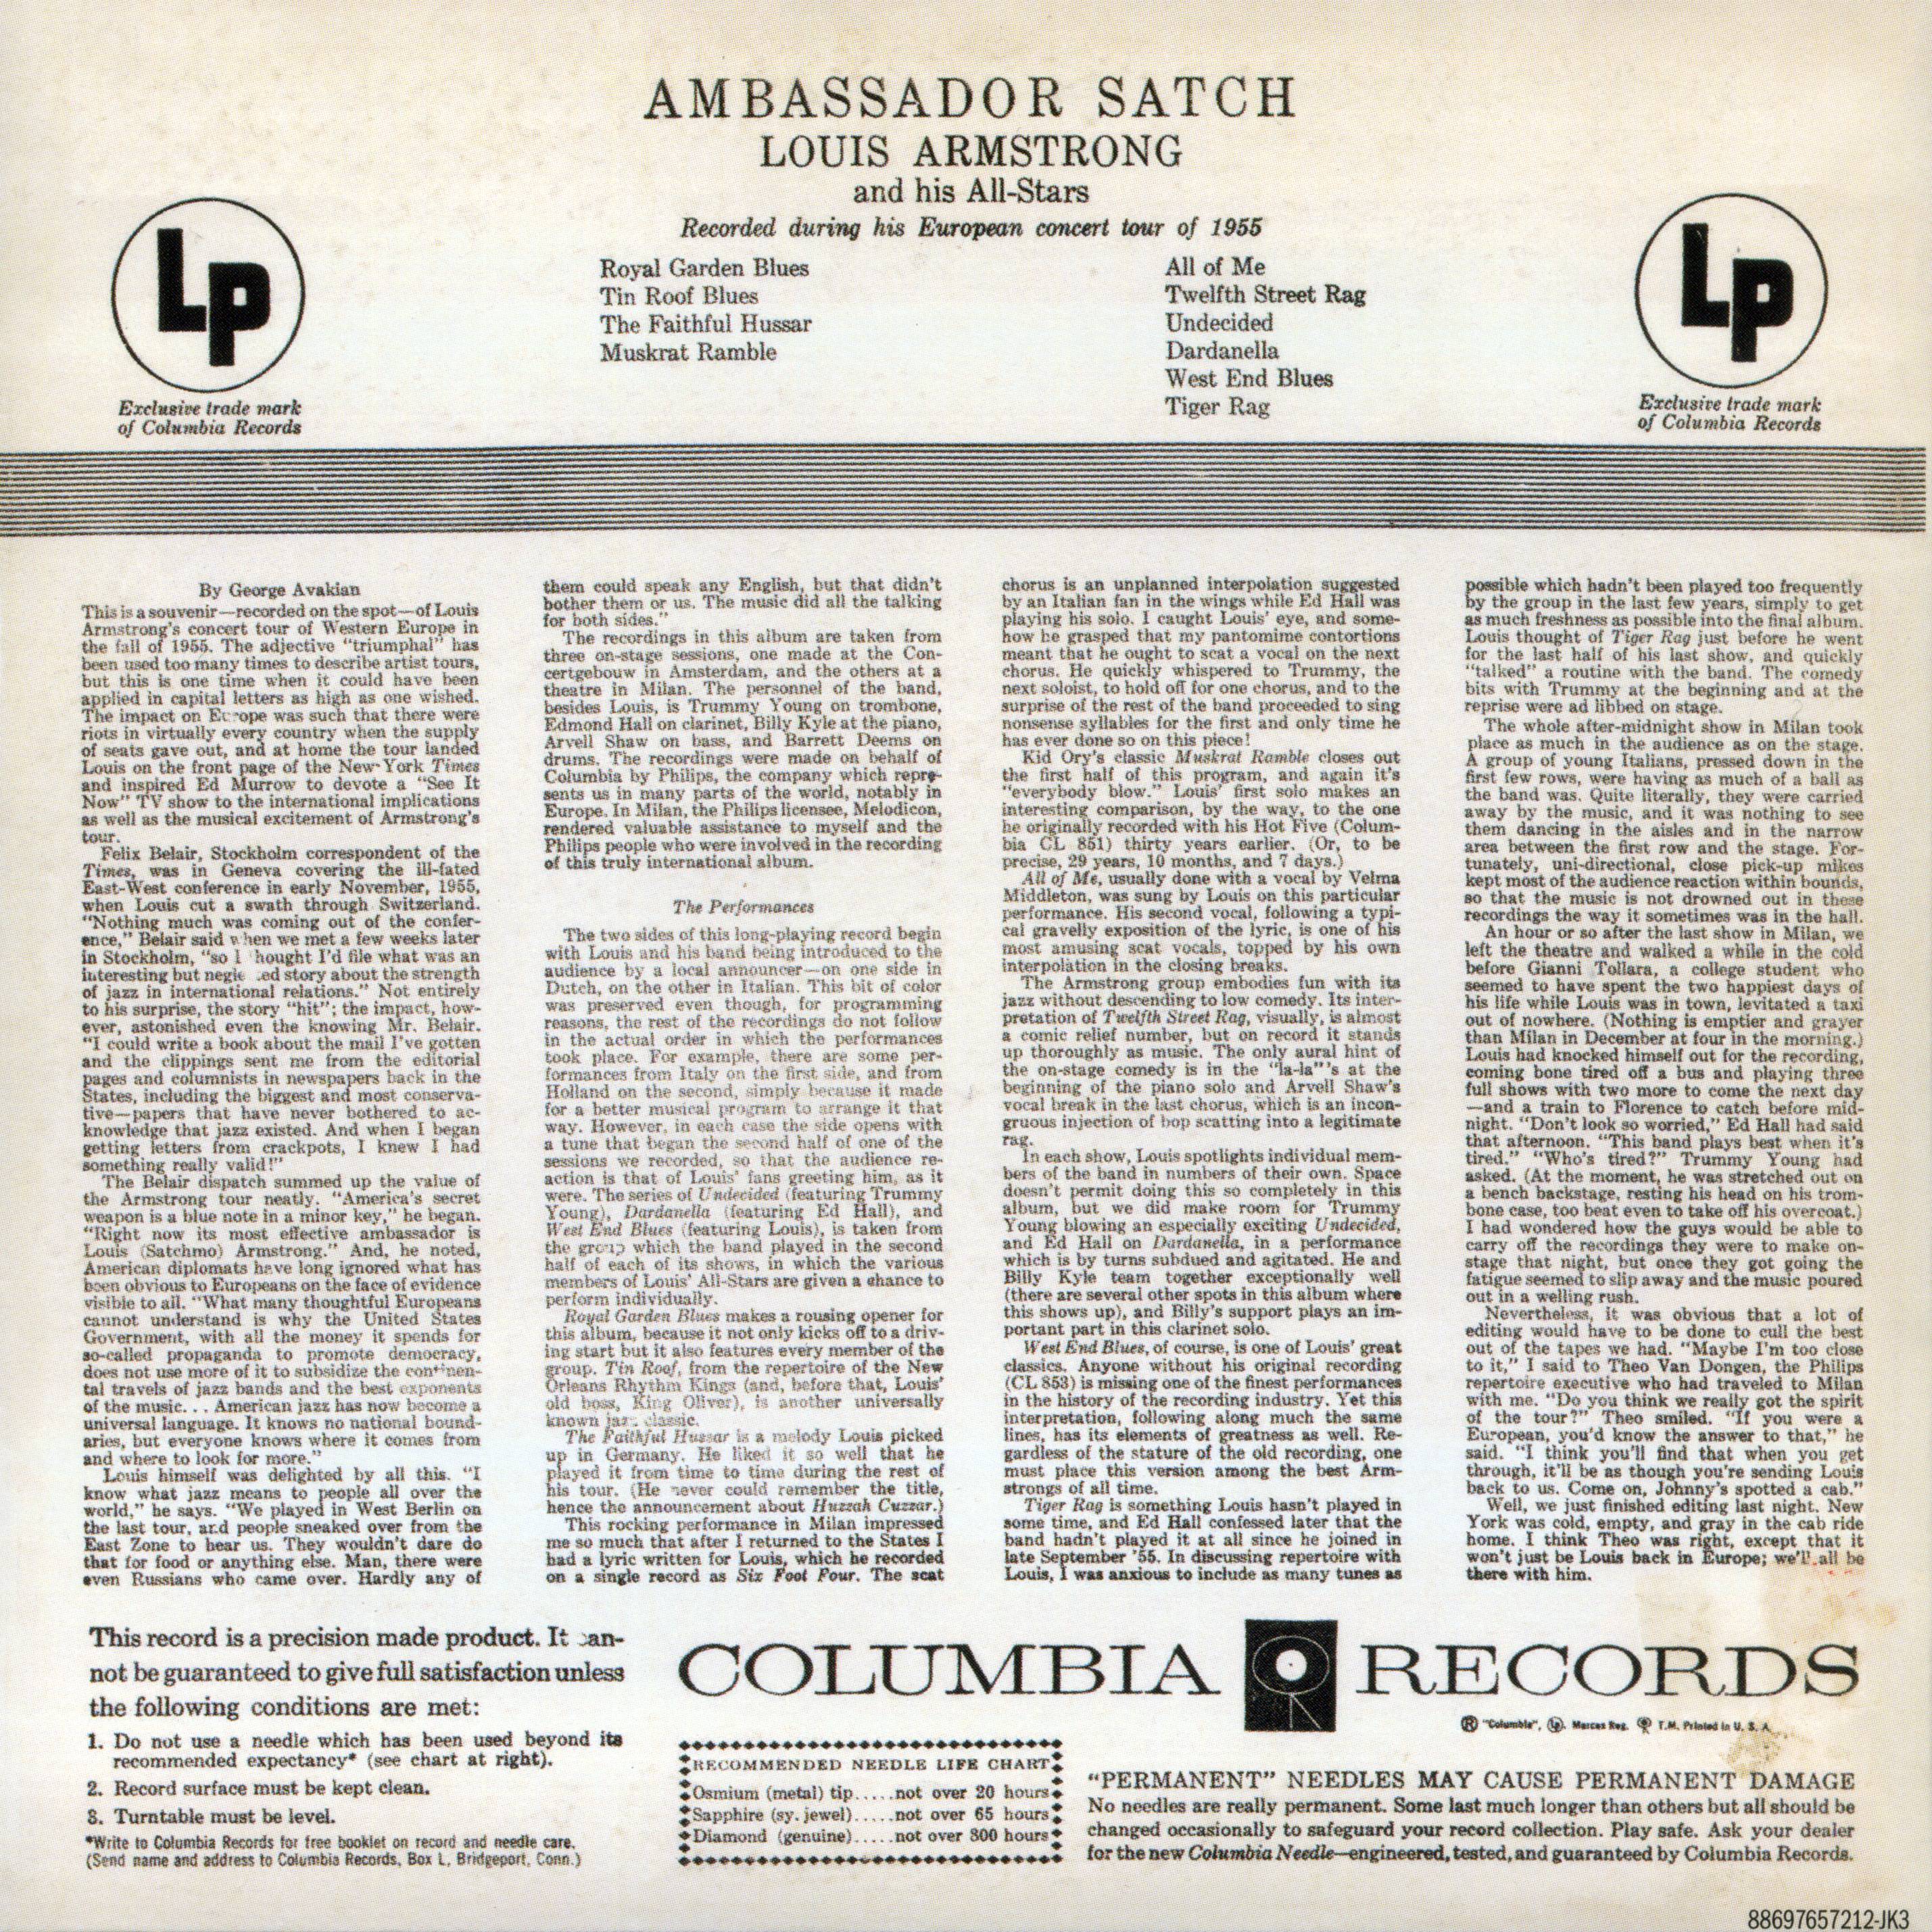 AMBASSADOR SATCH
LOUIS ARMSTRONG
and his All-Stars
Recorded during his European concert tour of 1955
Royal Garden Blues
Tin Roof Blues
The Faithful Hussar
Muskrat Ramble
All of Me
Twelfth Street Rag
Undecided
Dardanella
West End Blues
Tiger Rag
LP
Exclusive trade mark
of Columbia Records
LP
Exclusive trade mark
of Columbia Records
By George Avakian
This is a souvenir—recorded on the spot—of Louis
Armstrong's concert tour of Western Europe in
the fall of 1955. The adjective "triumphal" has
been used too many times to describe artist tours,
but this is one time when it could have been
applied in capital letters as high as one wished.
The impact on Europe was such that there were
riots in virtually every country when the supply
of seats gave out, and at home the tour landed
Louis on the front page of the New York Times
and inspired Ed Murrow to devote a "See It
Now" TV show to the international implications
as well as the musical excitement of Armstrong's
tour.
Felix Belair, Stockholm correspondent of the
Times, was in Geneva covering the ill-fated
East-West conference in early November, 1955,
when Louis cut a swath through Switzerland.
"Nothing much was coming out of the confer-
ence," Belair said when we met a few weeks later
in Stockholm, "so I thought I'd file what was an
interesting but neglected story about the strength
of jazz in international relations." Not entirely
to his surprise, the story "hit"; the impact, how-
ever, astonished even the knowing Mr. Belair.
"I could write a book about the mail I've gotten
and the clippings sent me from the editorial
pages and columnists in newspapers back in the
States, including the biggest and most conserva-
tive—papers that have never bothered to ac-
knowledge that jazz existed. And when I began
getting letters from crackpots, I knew I had
something really valid!"
The Belair dispatch summed up the value of
the Armstrong tour neatly. "America's secret
weapon is a blue note in a minor key," he began.
"Right now its most effective ambassador is
Louis (Satchmo) Armstrong." And, he noted,
American diplomats have long ignored what has
been obvious to Europeans on the face of evidence
visible to all. "What many thoughtful Europeans
cannot understand is why the United States
Government, with all the money it spends for
so-called propaganda to promote democracy,
does not use more of it to subsidize the continen-
tal travels of jazz bands and the best exponents
of the music. . . American jazz has now become a
universal language. It knows no national bound-
aries, but everyone knows where it comes from
and where to look for more."
Louis himself was delighted by all this. "I
know what jazz means to people all over the
world," he says. "We played in West Berlin on
the last tour, and people sneaked over from the
East Zone to hear us. They wouldn't dare do
that for food or anything else. Man, there were
even Russians who came over. Hardly any of
them could speak any English, but that didn't
bother them or us. The music did all the talking
for both sides."
The recordings in this album are taken from
three on-stage sessions, one made at the Con-
certgebouw in Amsterdam, and the others at a
theatre in Milan. The personnel of the band,
besides Louis, is Trummy Young on trombone,
Edmond Hall on clarinet, Billy Kyle at the piano,
Arvell Shaw on bass, and Barrett Deems on
drums. The recordings were made on behalf of
Columbia by Philips, the company which repre-
sents us in many parts of the world, notably in
Europe. In Milan, the Philips licensee, Melodicon,
rendered valuable assistance to myself and the
Philips people who were involved in the recording
of this truly international album.
The Performances
The two sides of this long-playing record begin
with Louis and his band being introduced to the
audience by a local announcer—on one side in
Dutch, on the other in Italian. This bit of color
was preserved even though, for programming
reasons, the rest of the recordings do not follow
in the actual order in which the performances
took place. For example, there are some per-
formances from Italy on the first side, and from
Holland on the second, simply because it made
for a better musical program to arrange it that
way. However, in each case the side opens with
a tune that began the second half of one of the
sessions we recorded, so that the audience re-
action is that of Louis' fans greeting him, as it
were. The series of Undecided (featuring Trummy
Young), Dardanella (featuring Ed Hall), and
West End Blues (featuring Louis), is taken from
the group which the band played in the second
half of each of its shows, in which the various
members of Louis' All-Stars are given a chance to
perform individually.
Royal Garden Blues makes a rousing opener for
this album, because it not only kicks off to a driv-
ing start but it also features every member of the
group. Tin Roof, from the repertoire of the New
Orleans Rhythm Kings (and, before that, Louis'
old boss, King Oliver), is another universally
known jazz classic.
The Faithful Hussar is a melody Louis picked
up in Germany. He liked it so well that he
played it from time to time during the rest of
his tour. (He never could remember the title,
hence the announcement about Huzzah Cuzzar.)
This rocking performance in Milan impressed
me so much that after I returned to the States I
had a lyric written for Louis, which he recorded
on a single record as Six Foot Four. The scat
chorus is an unplanned interpolation suggested
by an Italian fan in the wings while Ed Hall was
playing his solo. I caught Louis' eye, and some-
how he grasped that my pantomime contortions
meant that he ought to scat a vocal on the next
chorus. He quickly whispered to Trummy, the
next soloist, to hold off for one chorus, and to the
surprise of the rest of the band proceeded to sing
nonsense syllables for the first and only time he
has ever done so on this piece!
Kid Ory's classic Muskrat Ramble closes out
the first half of this program, and again it's
"everybody blow." Louis' first solo makes an
interesting comparison, by the way, to the one
he originally recorded with his Hot Five (Colum-
bia CL 851) thirty years earlier. (Or, to be
precise, 29 years, 10 months, and 7 days.)
All of Me, usually done with a vocal by Velma
Middleton, was sung by Louis on this particular
performance. His second vocal, following a typi-
cal gravelly exposition of the lyric, is one of his
most amusing scat vocals, topped by his own
interpolation in the closing breaks.
The Armstrong group embodies fun with its
jazz without descending to low comedy. Its inter-
pretation of Twelfth Street Rag, visually, is almost
a comic relief number, but on record it stands
up thoroughly as music. The only aural hint of
the on-stage comedy is in the "la-la"'s at the
beginning of the piano solo and Arvell Shaw's
vocal break in the last chorus, which is an incon-
gruous injection of bop scatting into a legitimate
rag.
In each show, Louis spotlights individual mem-
bers of the band in numbers of their own. Space
doesn't permit doing this so completely in this
album, but we did make room for Trummy
Young blowing an especially exciting Undecided,
and Ed Hall on Dardanella, in a performance
which is by turns subdued and agitated. He and
Billy Kyle team together exceptionally well
(there are several other spots in this album where
this shows up), and Billy's support plays an im-
portant part in this clarinet solo.
West End Blues, of course, is one of Louis' great
classics. Anyone without his original recording
(CL 853) is missing one of the finest performances
in the history of the recording industry. Yet this
interpretation, following along much the same
lines, has its elements of greatness as well. Re-
gardless of the stature of the old recording, one
must place this version among the best Arm-
strongs of all time.
Tiger Rag is something Louis hasn't played in
some time, and Ed Hall confessed later that the
band hadn't played it at all since he joined in
late September '55. In discussing repertoire with
Louis, I was anxious to include as many tunes as
possible which hadn't been played too frequently
by the group in the last few years, simply to get
as much freshness as possible into the final album.
Louis thought of Tiger Rag just before he went
for the last half of his last show, and quickly
"talked" a routine with the band. The comedy
bits with Trummy at the beginning and at the
reprise were ad libbed on stage.
The whole after-midnight show in Milan took
place as much in the audience as on the stage.
A group of young Italians, pressed down in the
first few rows, were having as much of a ball as
the band was. Quite literally, they were carried
away by the music, and it was nothing to see
them dancing in the aisles and in the narrow
area between the first row and the stage. For-
tunately, uni-directional, close pick-up mikes
kept most of the audience reaction within bounds,
so that the music is not drowned out in these
recordings the way it sometimes was in the hall.
An hour or so after the last show in Milan, we
left the theatre and walked a while in the cold
before Gianni Tollara, a college student who
seemed to have spent the two happiest days of
his life while Louis was in town, levitated a taxi
out of nowhere. (Nothing is emptier and grayer
than Milan in December at four in the morning.)
Louis had knocked himself out for the recording,
coming bone tired off a bus and playing three
full shows with two more to come the next day
—and a train to Florence to catch before mid-
night. "Don't look so worried," Ed Hall had said
that afternoon. "This band plays best when it's
tired." "Who's tired?" Trummy Young had
asked. (At the moment, he was stretched out on
a bench backstage, resting his head on his trom-
bone case, too beat even to take off his overcoat.)
I had wondered how the guys would be able to
carry off the recordings they were to make on-
stage that night, but once they got going the
fatigue seemed to slip away and the music poured
out in a welling rush.
Nevertheless, it was obvious that a lot of
editing would have to be done to cull the best
out of the tapes we had. "Maybe I'm too close
to it," I said to Theo Van Dongen, the Philips
repertoire executive who had traveled to Milan
with me. "Do you think we really got the spirit
of the tour?" Theo smiled. "If you were a
European, you'd know the answer to that," he
said. "I think you'll find that when you get
through, it'll be as though you're sending Louis
back to us. Come on, Johnny's spotted a cab."
Well, we just finished editing last night. New
York was cold, empty, and gray in the cab ride
home. I think Theo was right, except that it
won't just be Louis back in Europe; we'll all be
there with him.
This record is a precision made product. It can-
not be guaranteed to give full satisfaction unless
the following conditions are met:
1. Do not use a needle which has been used beyond its
recommended expectancy* (see chart at right).
2. Record surface must be kept clean.
3. Turntable must be level.
*Write to Columbia Records for free booklet on record and needle care.
(Send name and address to Columbia Records, Box L, Bridgeport, Conn.)
COLUMBIA RECORDS
® "Columbia", Lp. Marcas Reg. T.M. Printed in U. S. A.
RECOMMENDED NEEDLE LIFE CHART
Osmium (metal) tip.....not over 20 hours
Sapphire (sy. jewel).....not over 65 hours
Diamond (genuine).....not over 800 hours
"PERMANENT" NEEDLES MAY CAUSE PERMANENT DAMAGE
No needles are really permanent. Some last much longer than others but all should be
changed occasionally to safeguard your record collection. Play safe. Ask your dealer
for the new Columbia Needle—engineered, tested, and guaranteed by Columbia Records.
88697657212-JK3